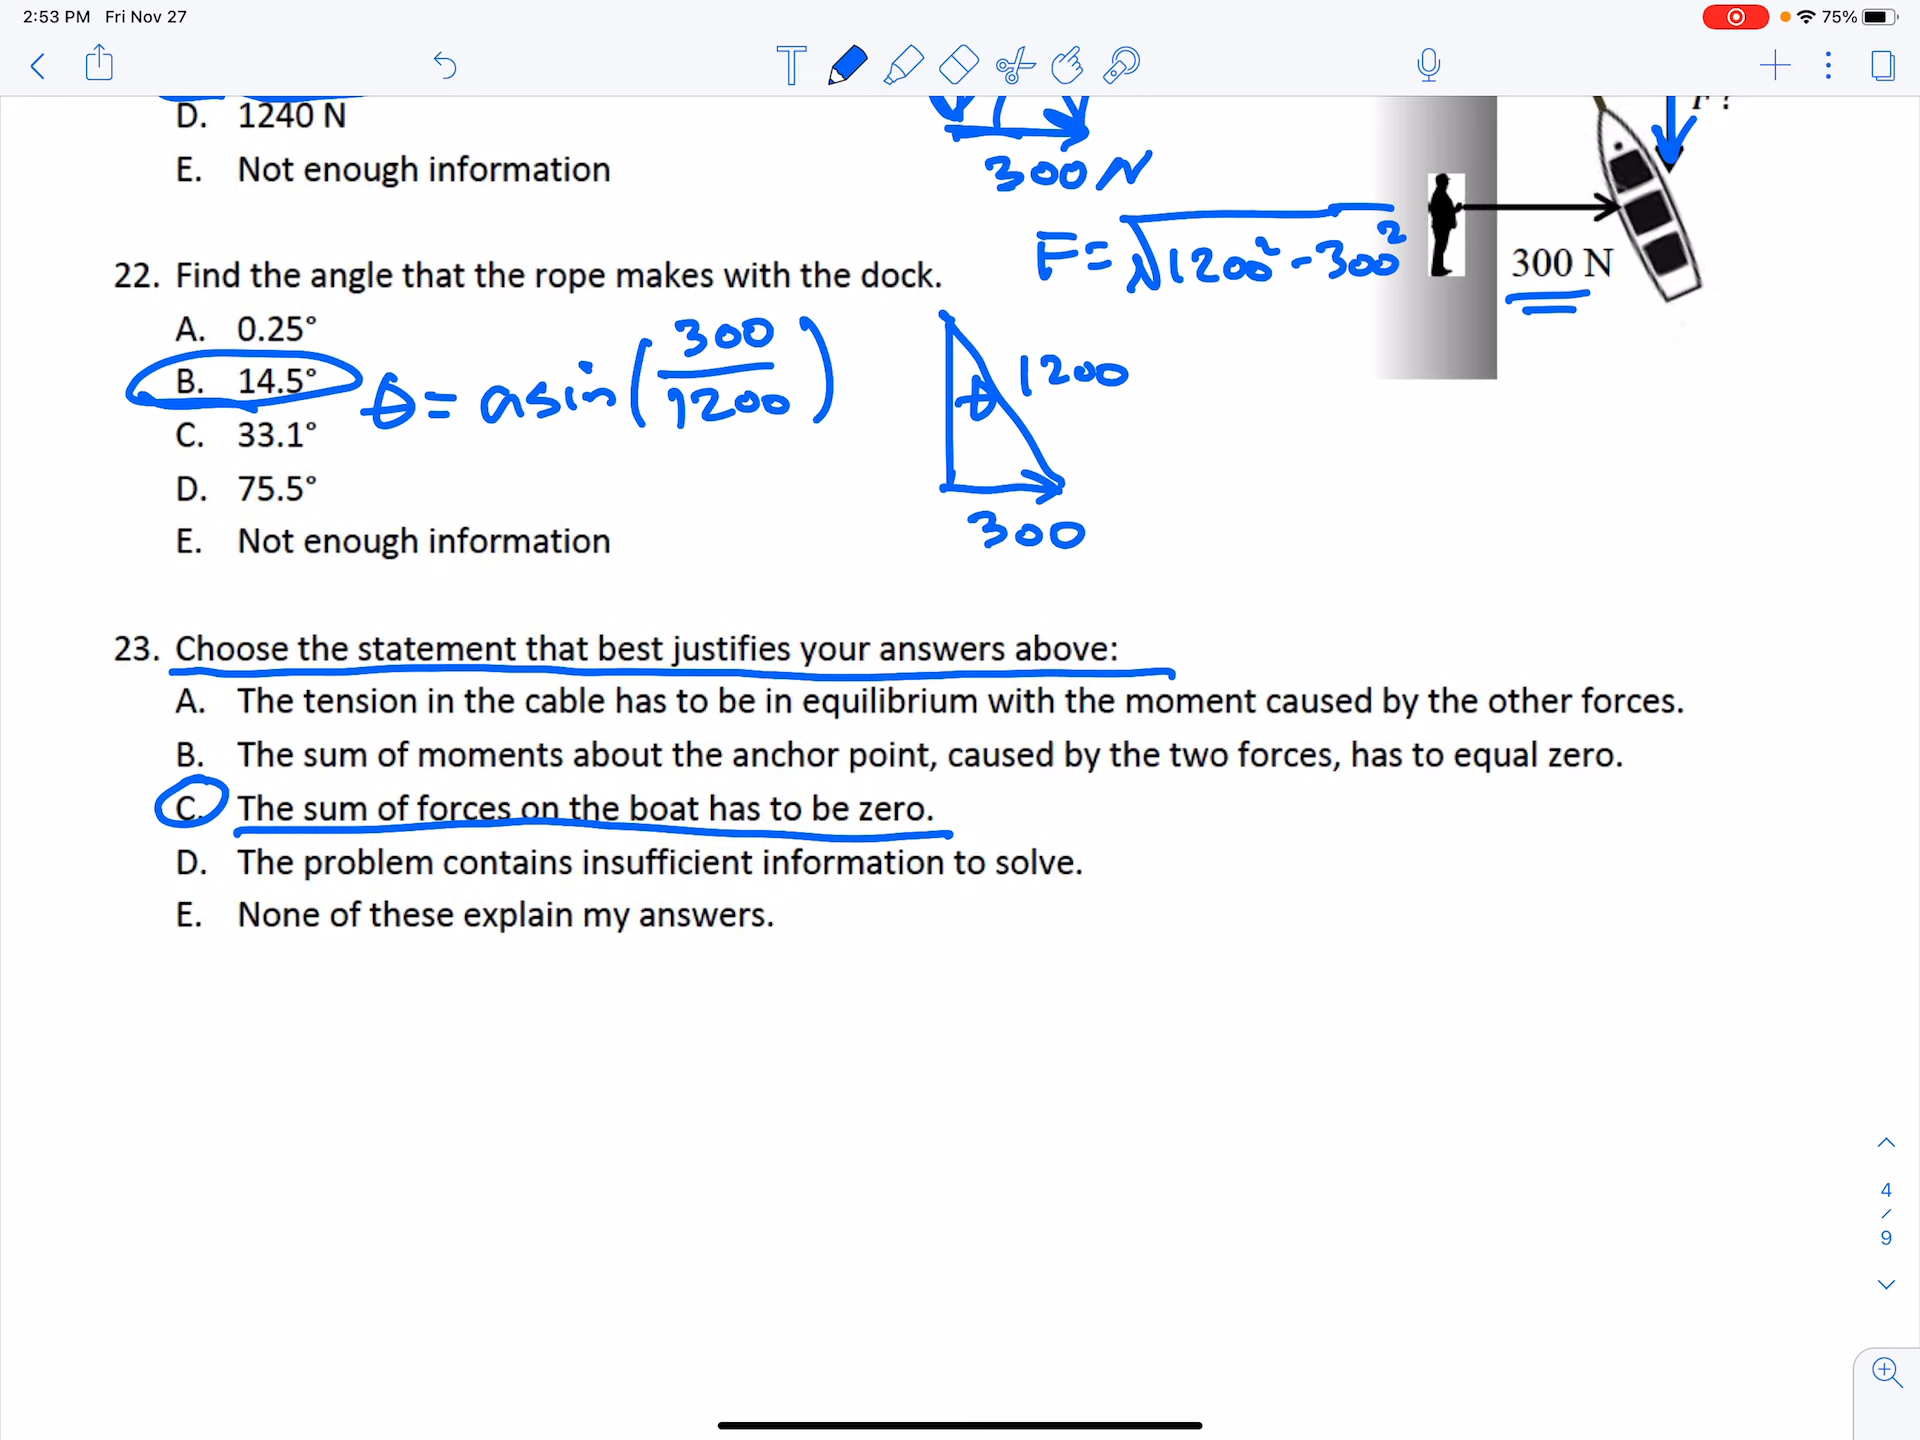 2:53 PM Fri Nov 27
75%
D. 1240 N
E. Not enough information
300 N
F = √1200² - 300²
300 N
22. Find the angle that the rope makes with the dock.
A. 0.25°
B. 14.5°
θ = asin(300/1200)
C. 33.1°
D. 75.5°
E. Not enough information
θ
1200
300
23. Choose the statement that best justifies your answers above:
A. The tension in the cable has to be in equilibrium with the moment caused by the other forces.
B. The sum of moments about the anchor point, caused by the two forces, has to equal zero.
C. The sum of forces on the boat has to be zero.
D. The problem contains insufficient information to solve.
E. None of these explain my answers.
4
/
9